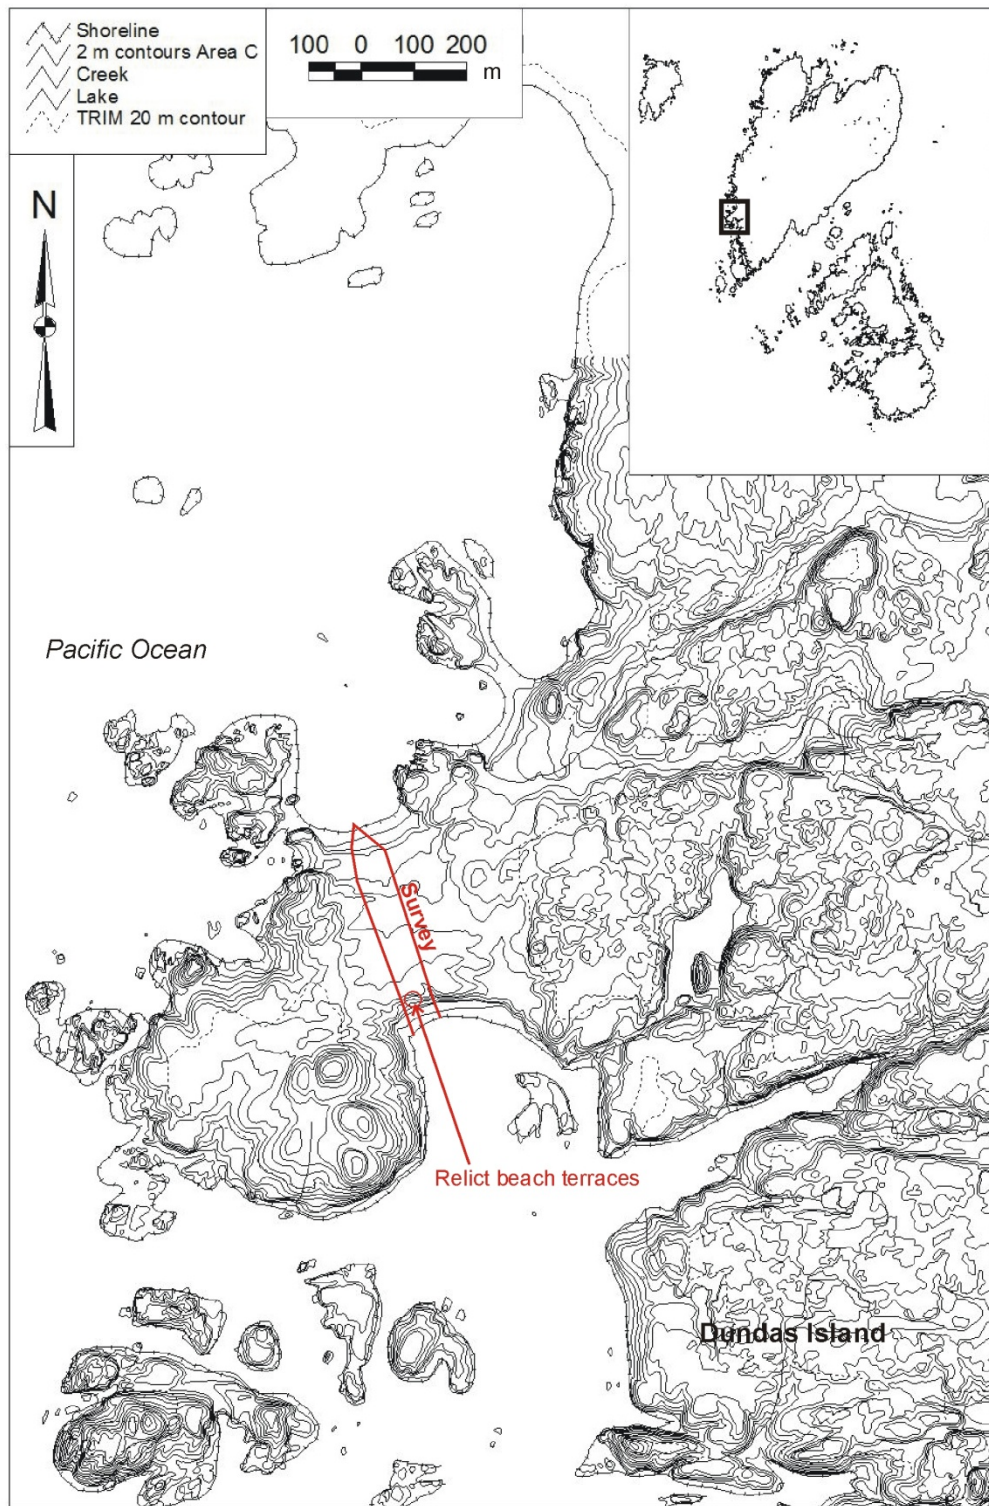 Shoreline
2 m contours Area C
Creek
Lake
TRIM 20 m contour
100 0 100 200
m
N
Pacific Ocean
Survey
Relict beach terraces
Dundas Island